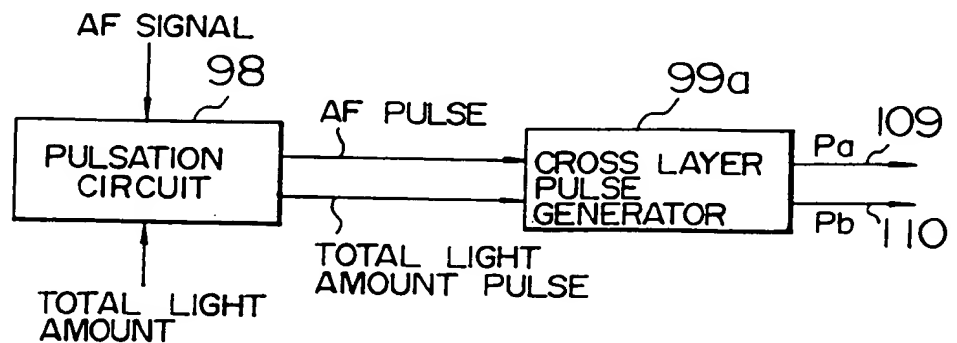 AF SIGNAL
98
PULSATION
CIRCUIT
TOTAL LIGHT
AMOUNT
AF PULSE
TOTAL LIGHT
AMOUNT PULSE
99a
CROSS LAYER
PULSE
GENERATOR
Pa
109
Pb
110